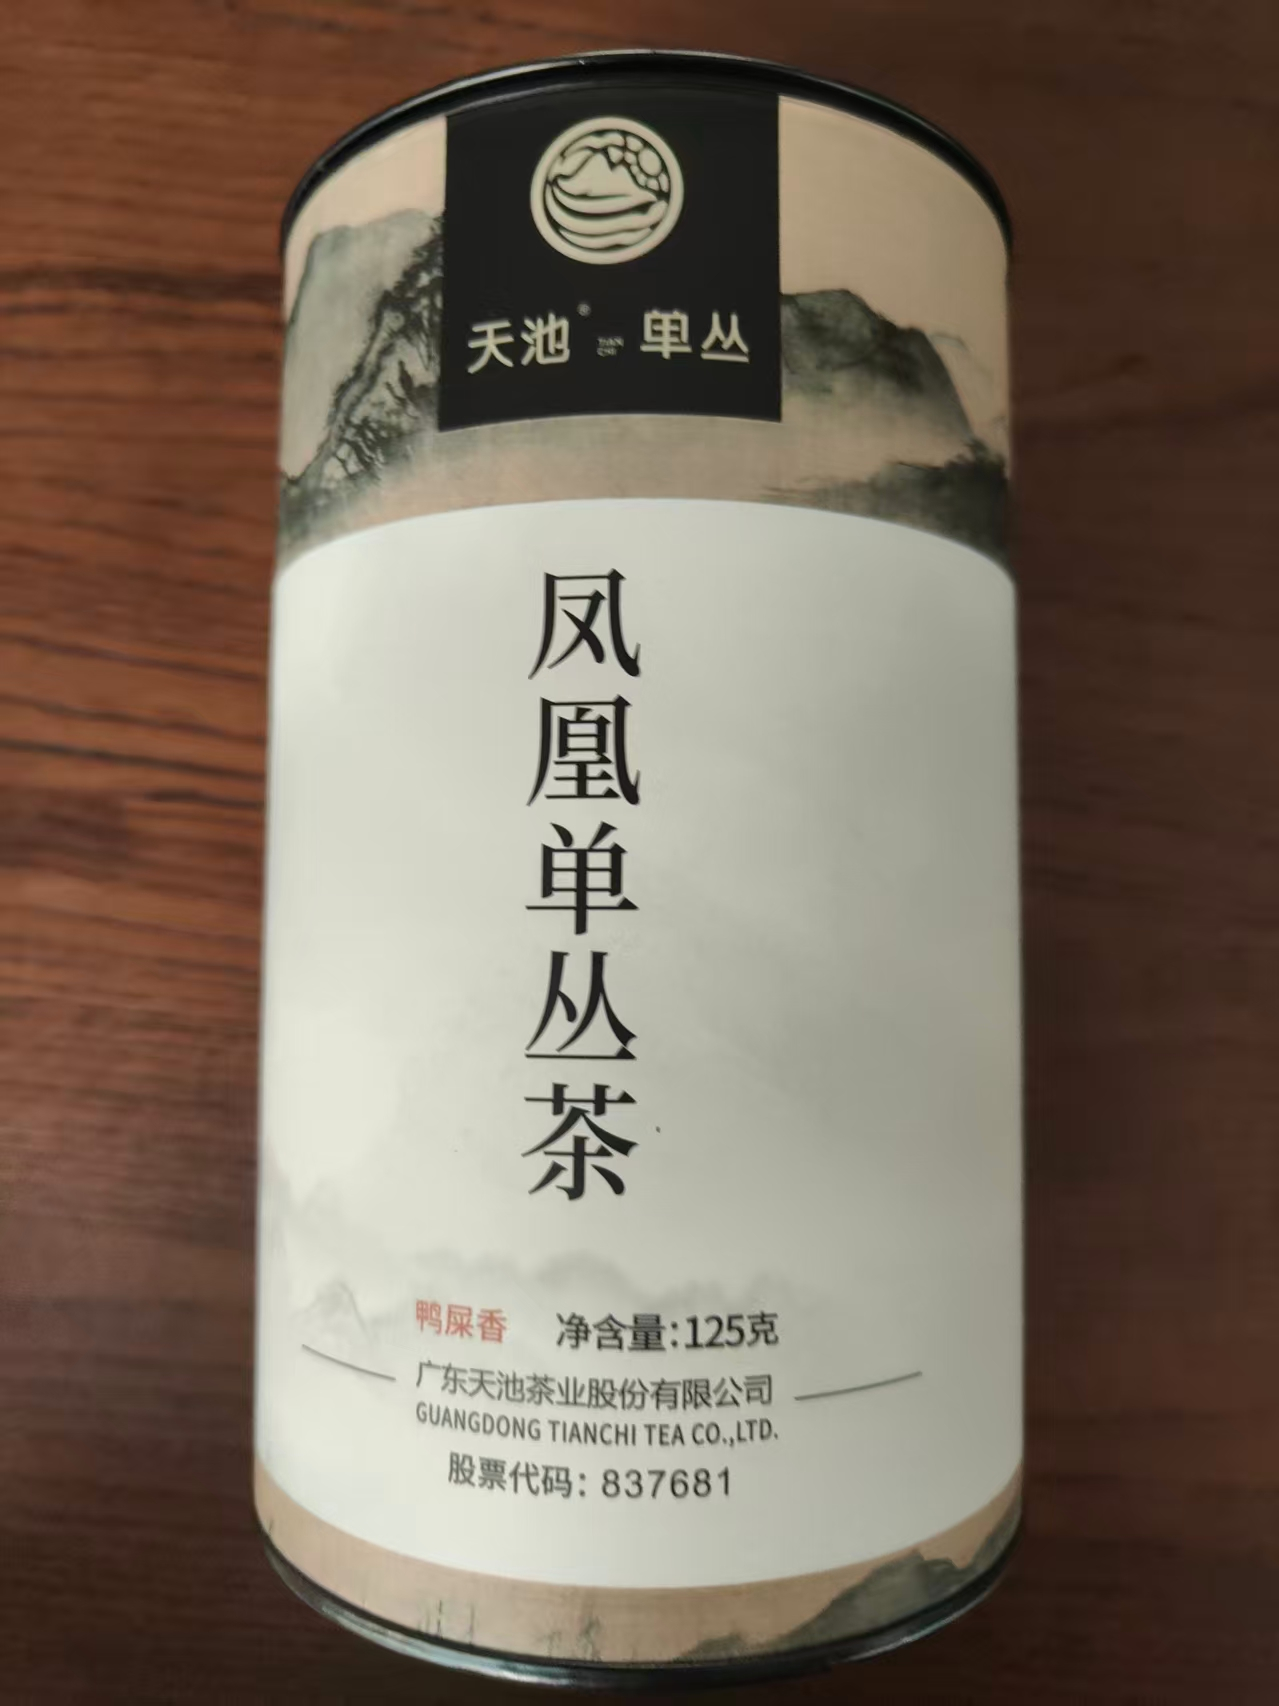 天池® TIAN CHI 单丛
凤凰单丛茶
鸭屎香 净含量:125克
广东天池茶业股份有限公司
GUANGDONG TIANCHI TEA CO.,LTD.
股票代码：837681